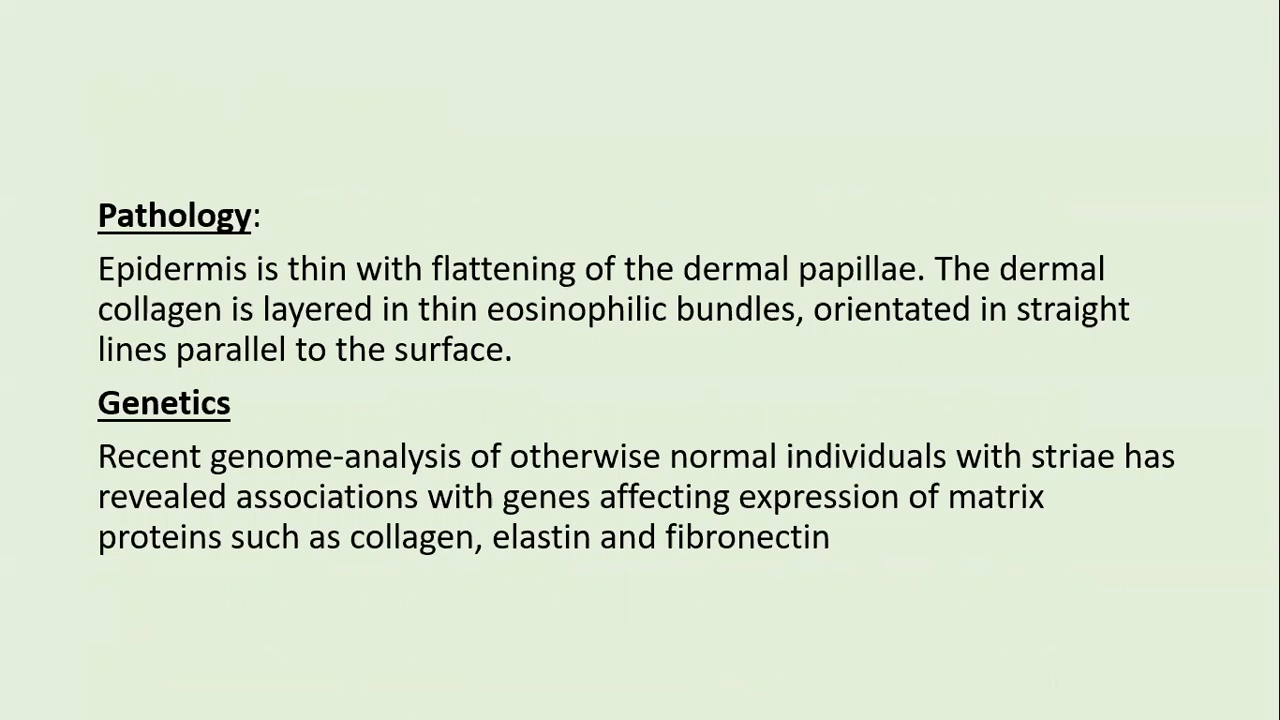 Pathology:
Epidermis is thin with flattening of the dermal papillae. The dermal
collagen is layered in thin eosinophilic bundles, orientated in straight
lines parallel to the surface.
Genetics
Recent genome-analysis of otherwise normal individuals with striae has
revealed associations with genes affecting expression of matrix
proteins such as collagen, elastin and fibronectin